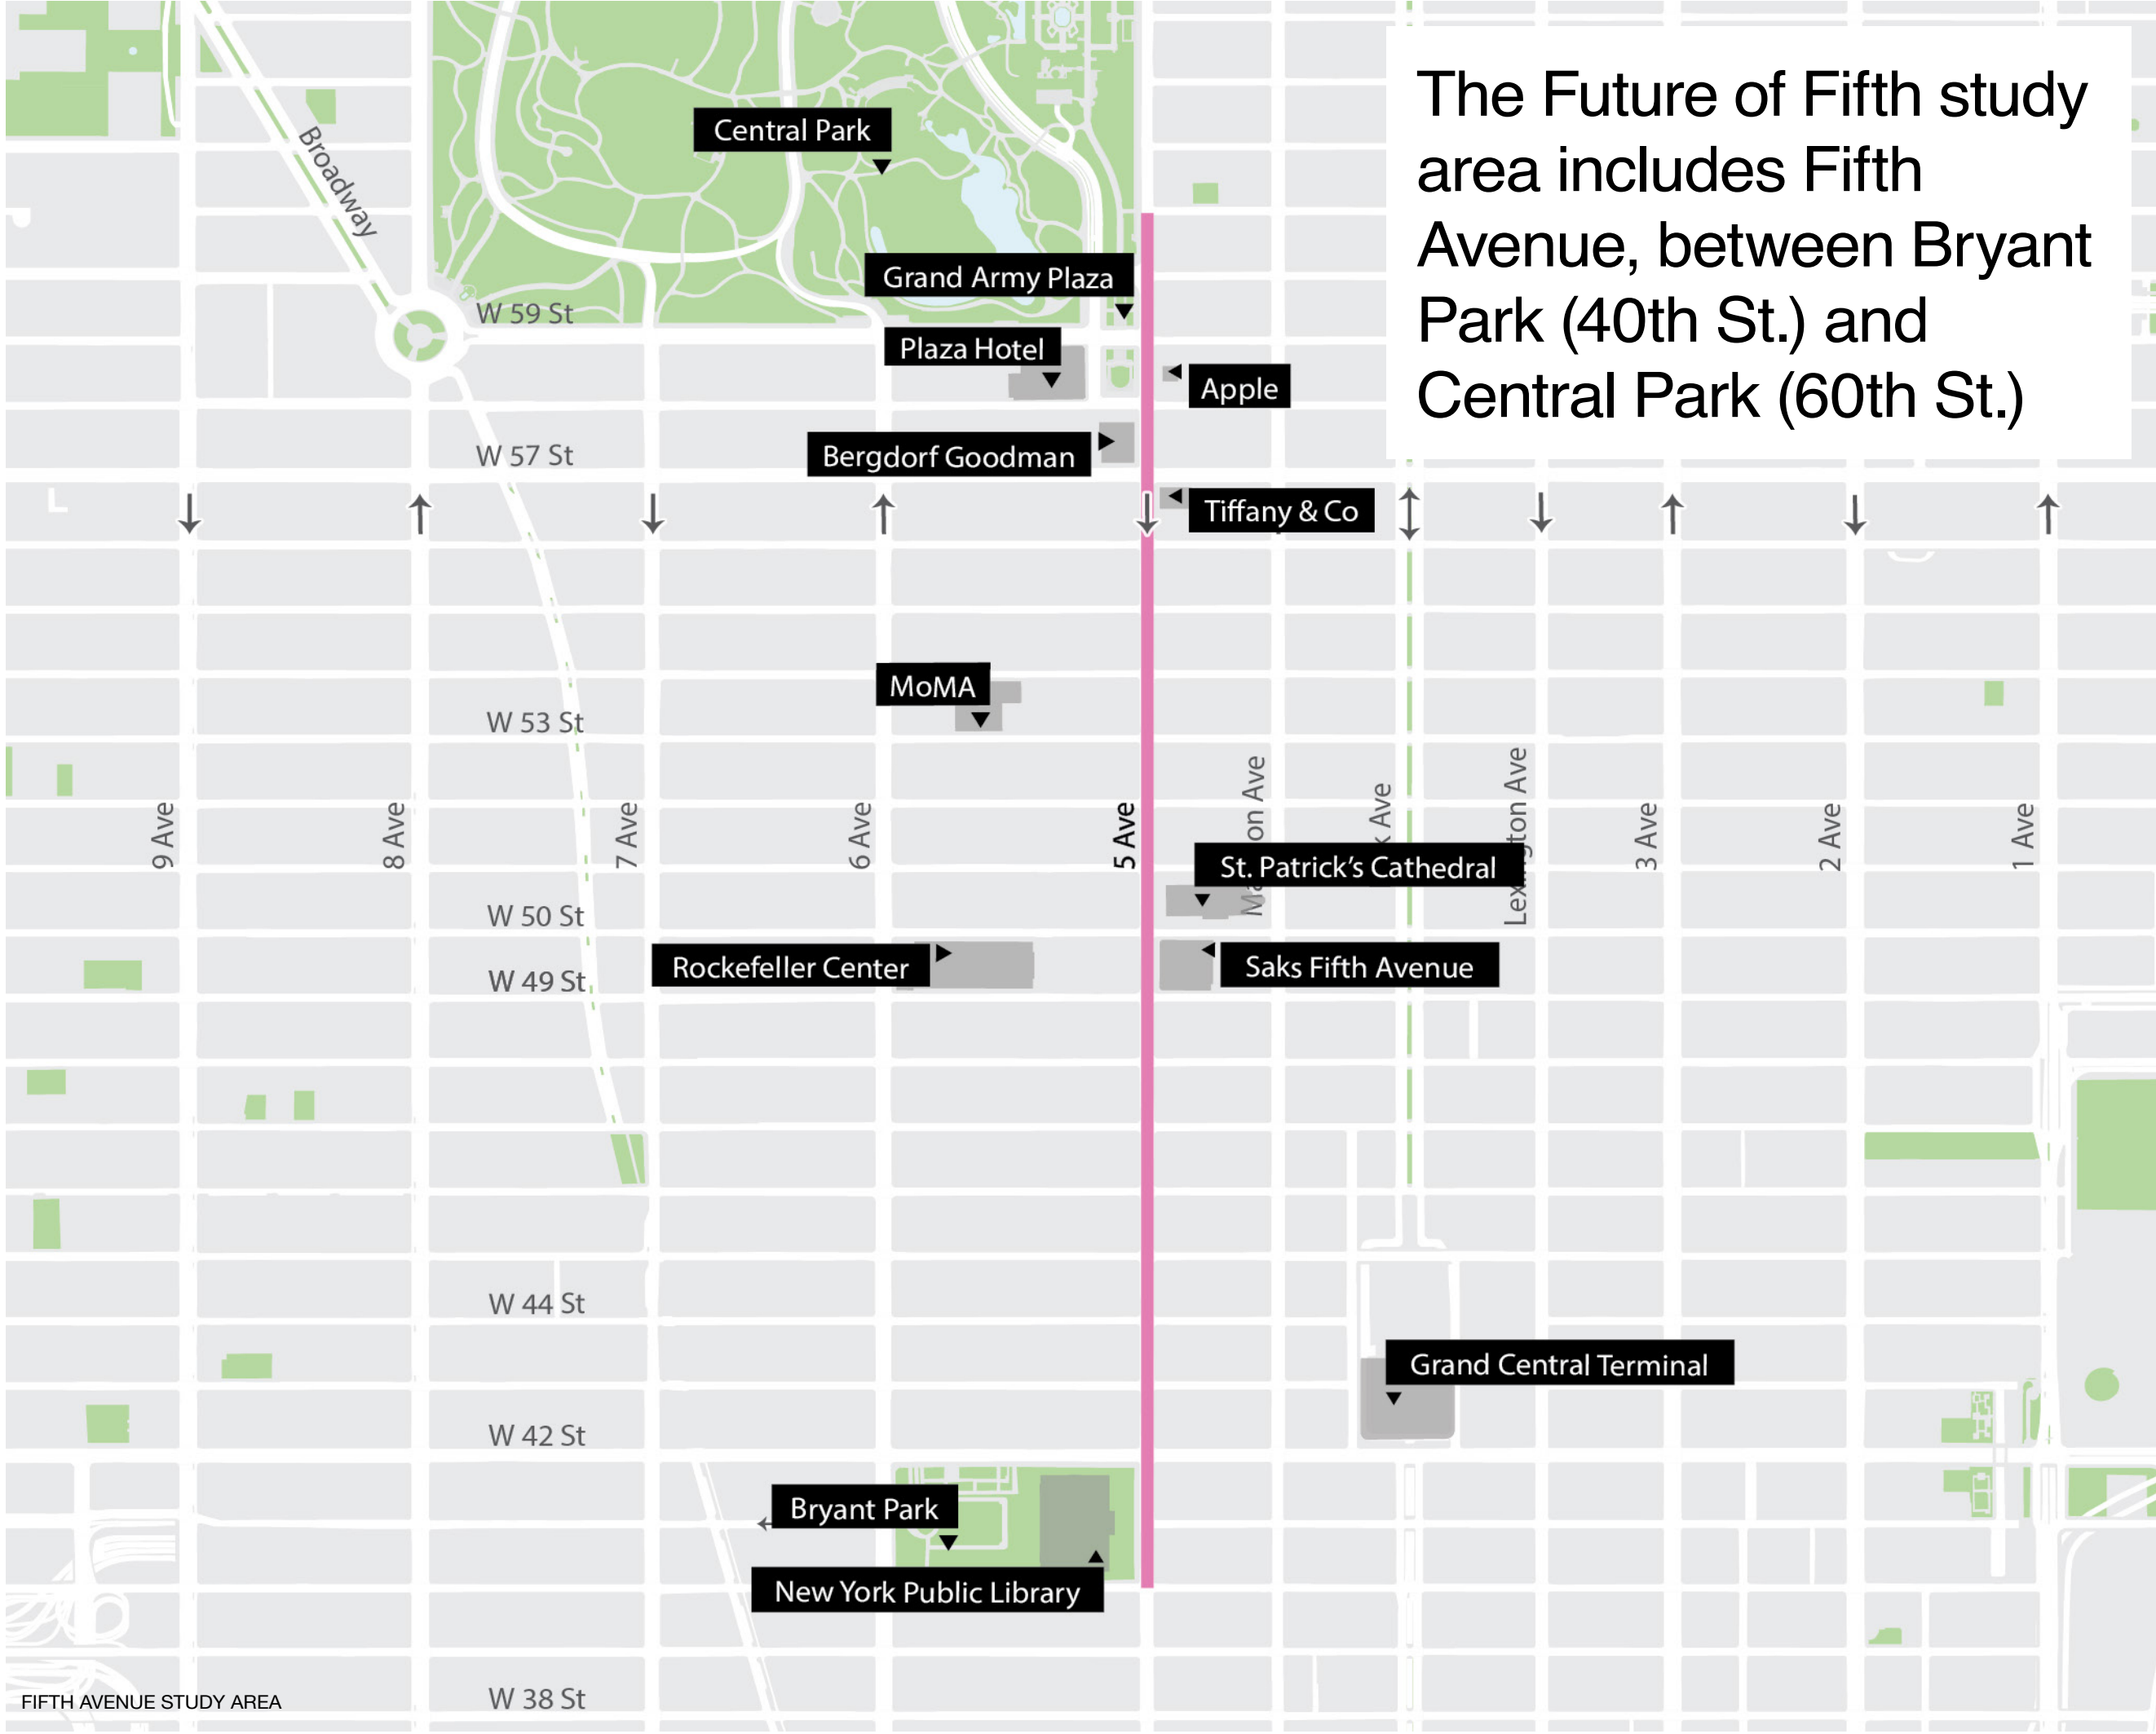 The Future of Fifth study
area includes Fifth
Avenue, between Bryant
Park (40th St.) and
Central Park (60th St.)
Central Park
Broadway
Grand Army Plaza
W 59 St
Plaza Hotel
Apple
Bergdorf Goodman
W 57 St
Tiffany & Co
MoMA
W 53 St
9 Ave
8 Ave
7 Ave
6 Ave
5 Ave
Ave
Ave
Ave
3 Ave
2 Ave
1 Ave
St. Patrick's Cathedral
W 50 St
Rockefeller Center
Saks Fifth Avenue
W 49 St
W 44 St
Grand Central Terminal
W 42 St
Bryant Park
New York Public Library
W 38 St
FIFTH AVENUE STUDY AREA